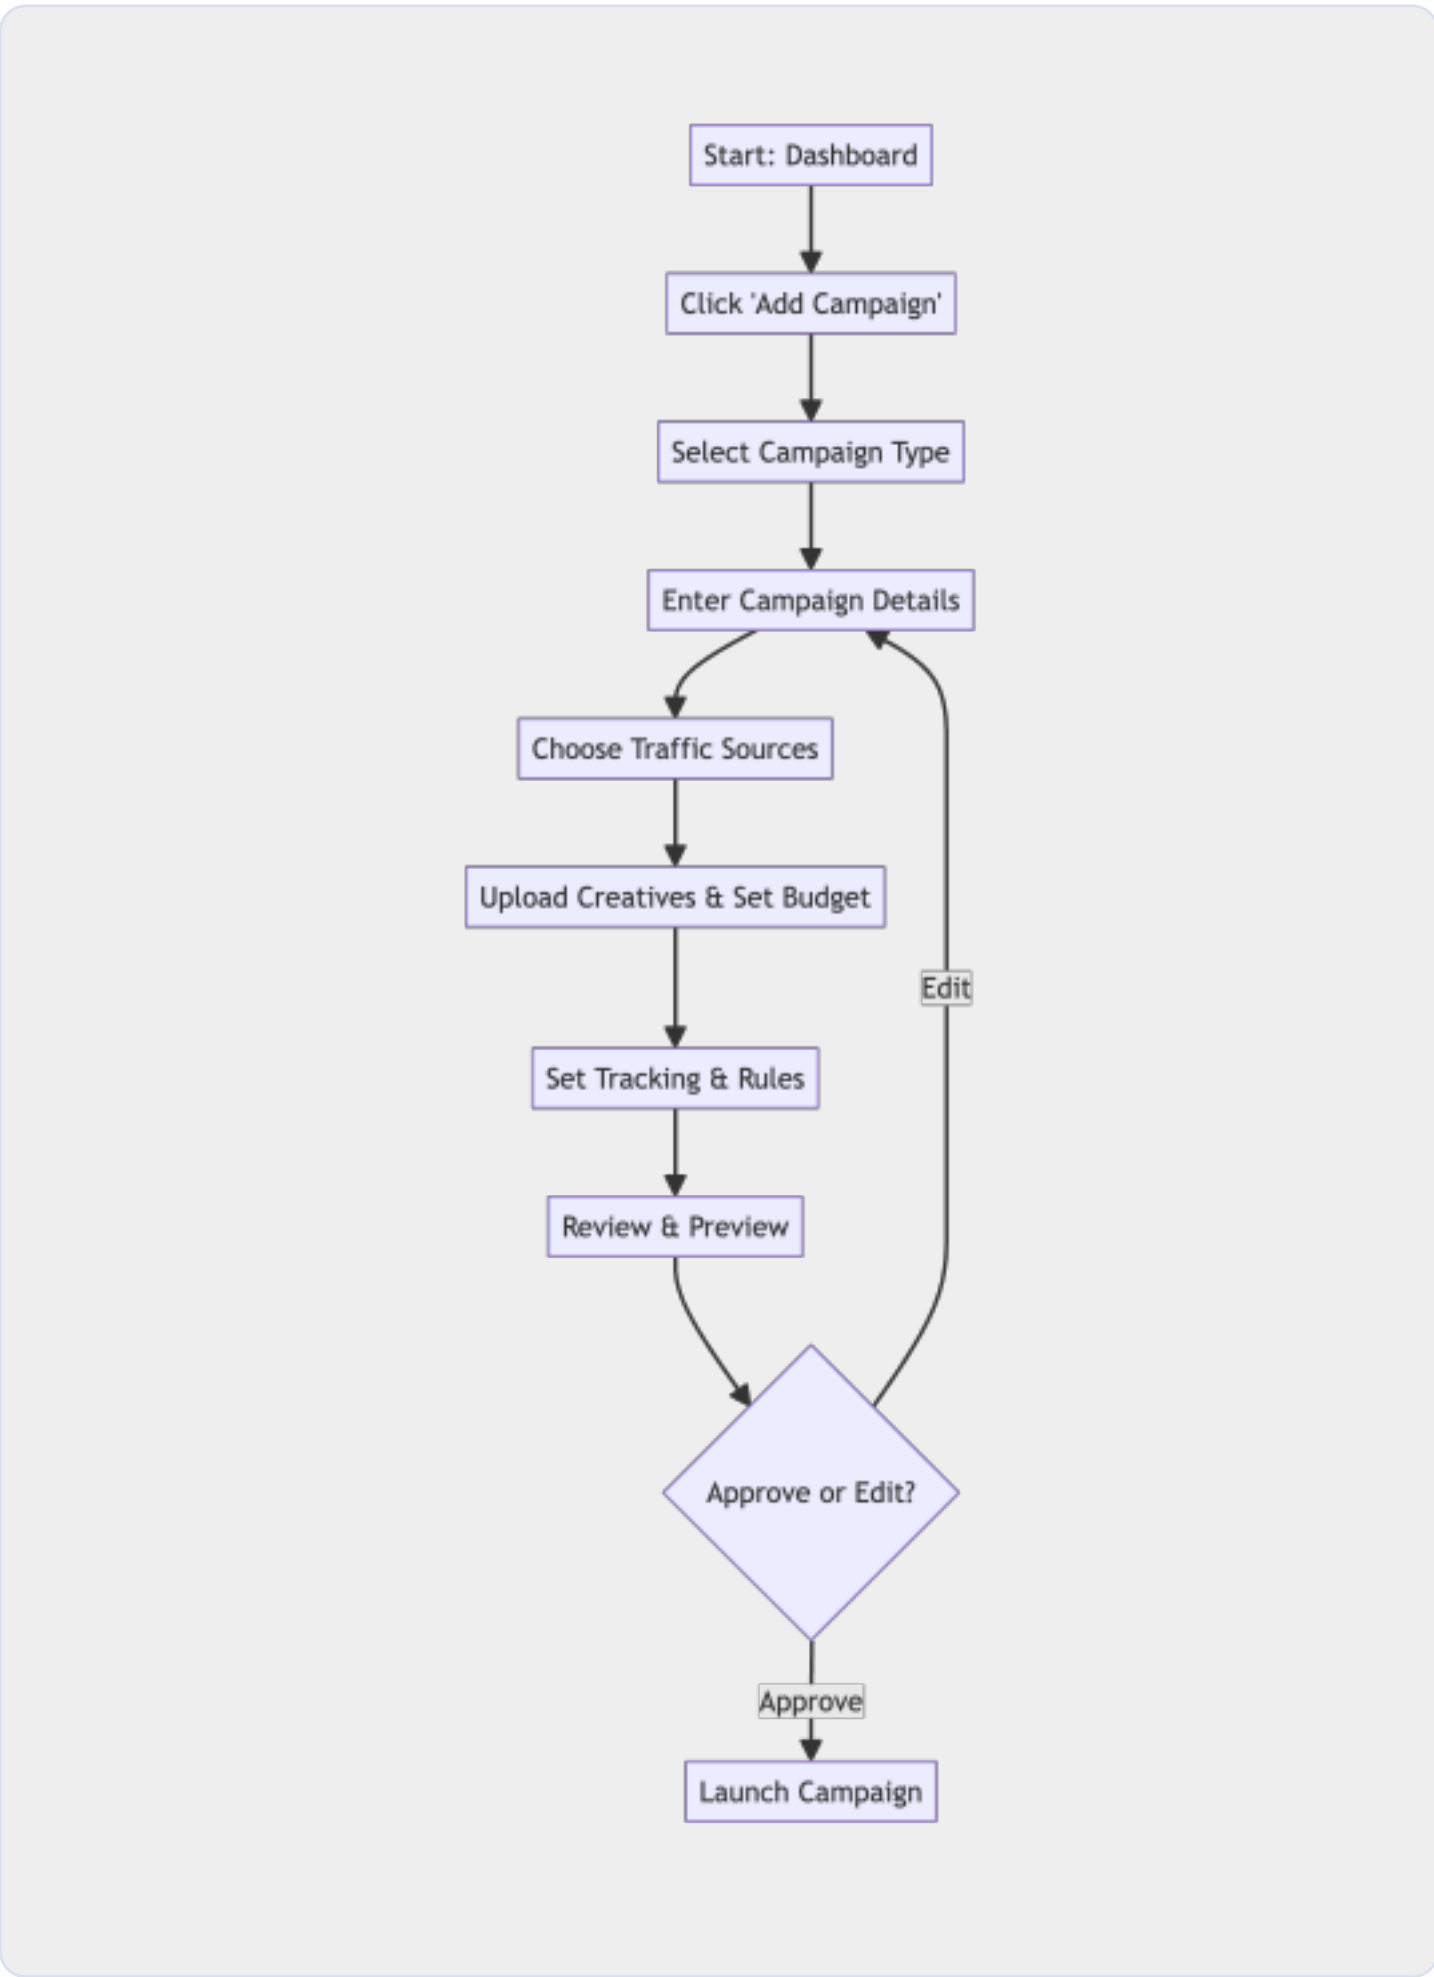 Start: Dashboard
Click 'Add Campaign'
Select Campaign Type
Enter Campaign Details
Choose Traffic Sources
Upload Creatives & Set Budget
Edit
Set Tracking & Rules
Review & Preview
Approve or Edit?
Approve
Launch Campaign